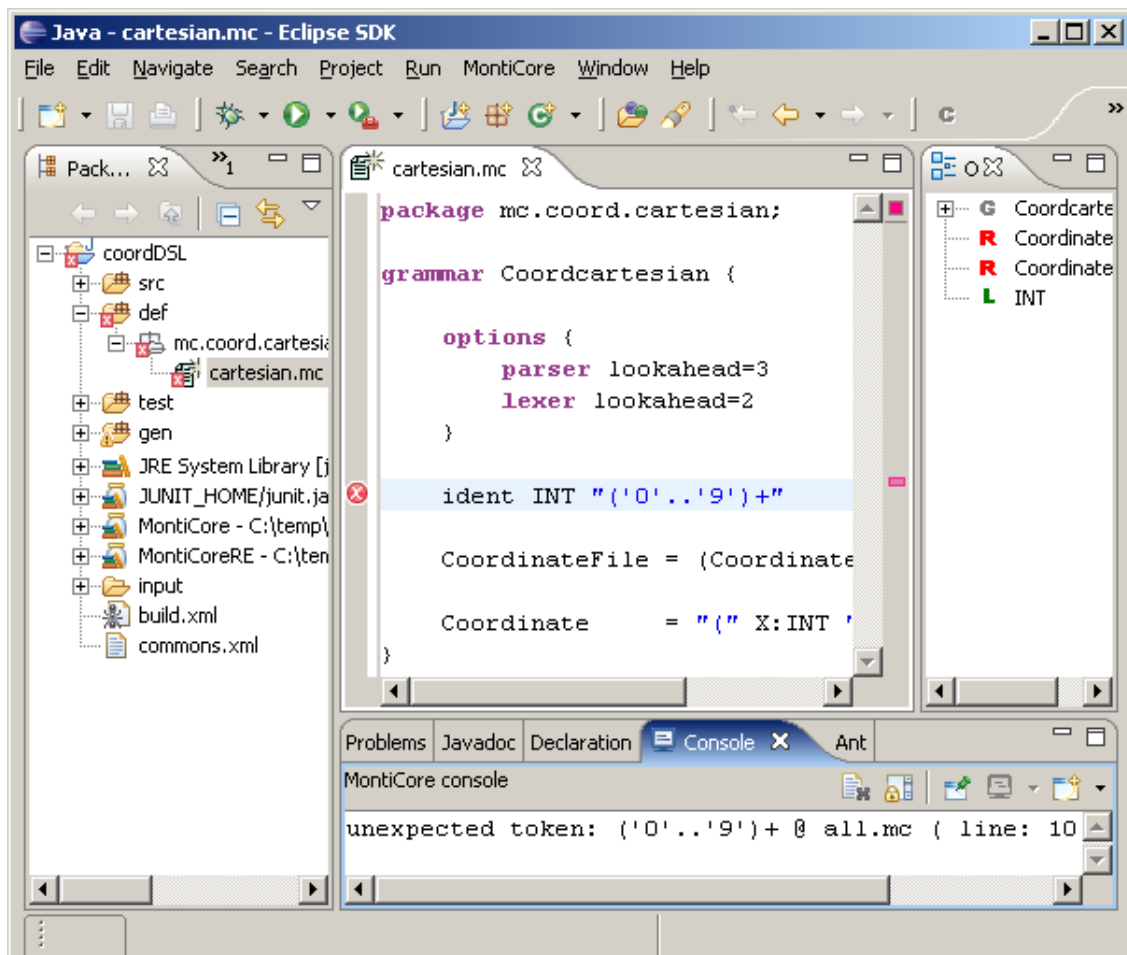 Java - cartesian.mc - Eclipse SDK
File Edit Navigate Search Project Run MontiCore Window Help
Pack...
»1
cartesian.mc
O
coordDSL
src
def
mc.coord.cartesia
cartesian.mc
test
gen
JRE System Library [j
JUNIT_HOME/junit.ja
MontiCore - C:\temp\
MontiCoreRE - C:\ten
input
build.xml
commons.xml
package mc.coord.cartesian;
grammar Coordcartesian {
options {
parser lookahead=3
lexer lookahead=2
}
ident INT "('0'..'9')+"
CoordinateFile = (Coordinate
Coordinate = "(" X:INT "
}
G Coordcarte
R Coordinate
R Coordinate
L INT
Problems Javadoc Declaration Console Ant
MontiCore console
unexpected token: ('0'..'9')+ @ all.mc ( line: 10